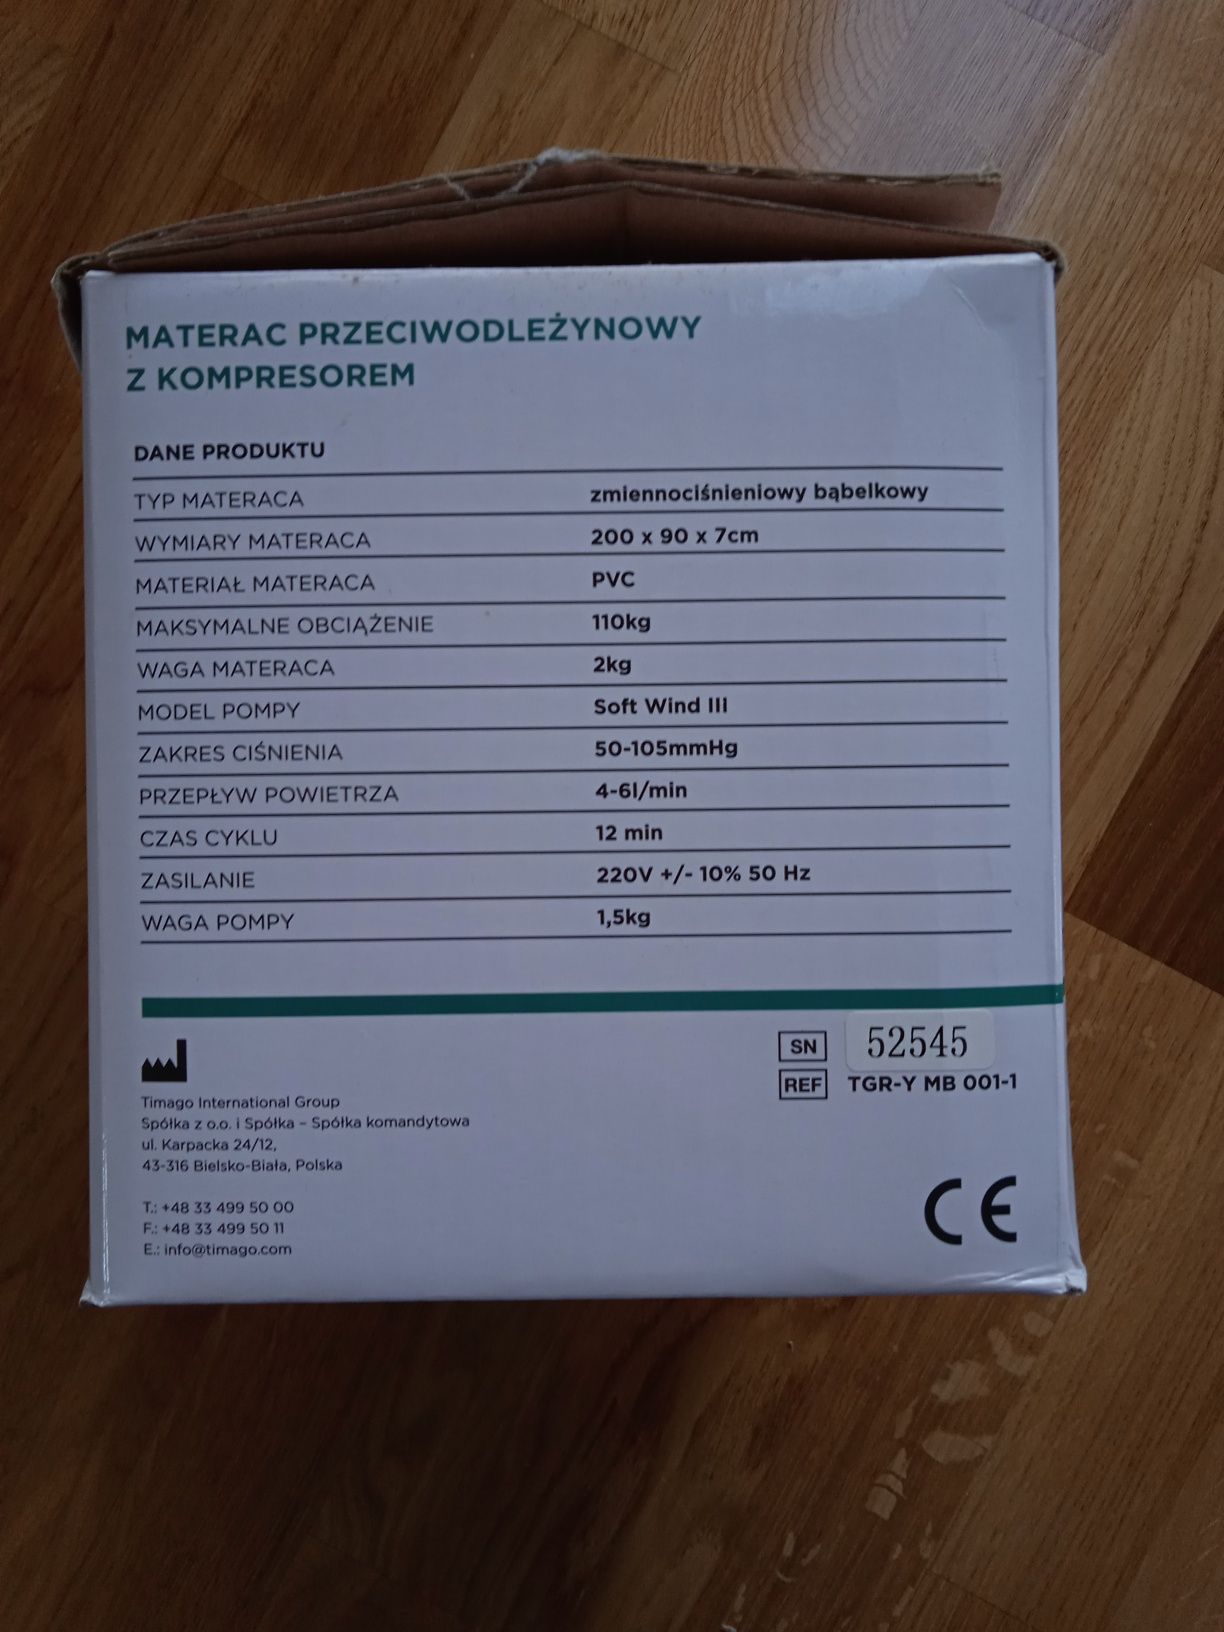 MATERAC PRZECIWODLEŻYNOWY
Z KOMPRESOREM
DANE PRODUKTU
TYP MATERACA zmiennociśnieniowy bąbelkowy
WYMIARY MATERACA 200 x 90 x 7cm
MATERIAŁ MATERACA PVC
MAKSYMALNE OBCIĄŻENIE 110kg
WAGA MATERACA 2kg
MODEL POMPY Soft Wind III
ZAKRES CIŚNIENIA 50-105mmHg
PRZEPŁYW POWIETRZA 4-6l/min
CZAS CYKLU 12 min
ZASILANIE 220V +/- 10% 50 Hz
WAGA POMPY 1,5kg
SN 52545
REF TGR-Y MB 001-1
Timago International Group
Spółka z o.o. i Spółka – Spółka komandytowa
ul. Karpacka 24/12,
43-316 Bielsko-Biała, Polska
T.: +48 33 499 50 00
F.: +48 33 499 50 11
E.: info@timago.com
CE